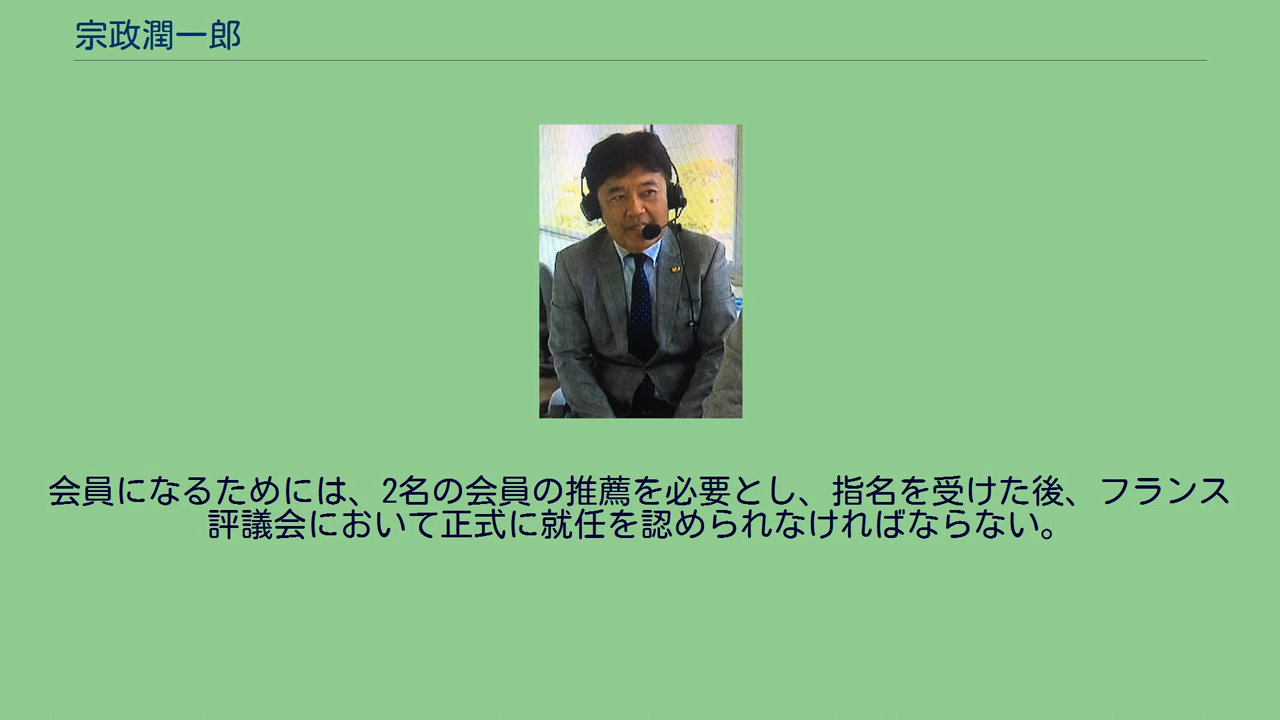 宗政潤一郎
会員になるためには、2名の会員の推薦を必要とし、指名を受けた後、フランス
評議会において正式に就任を認められなければならない。